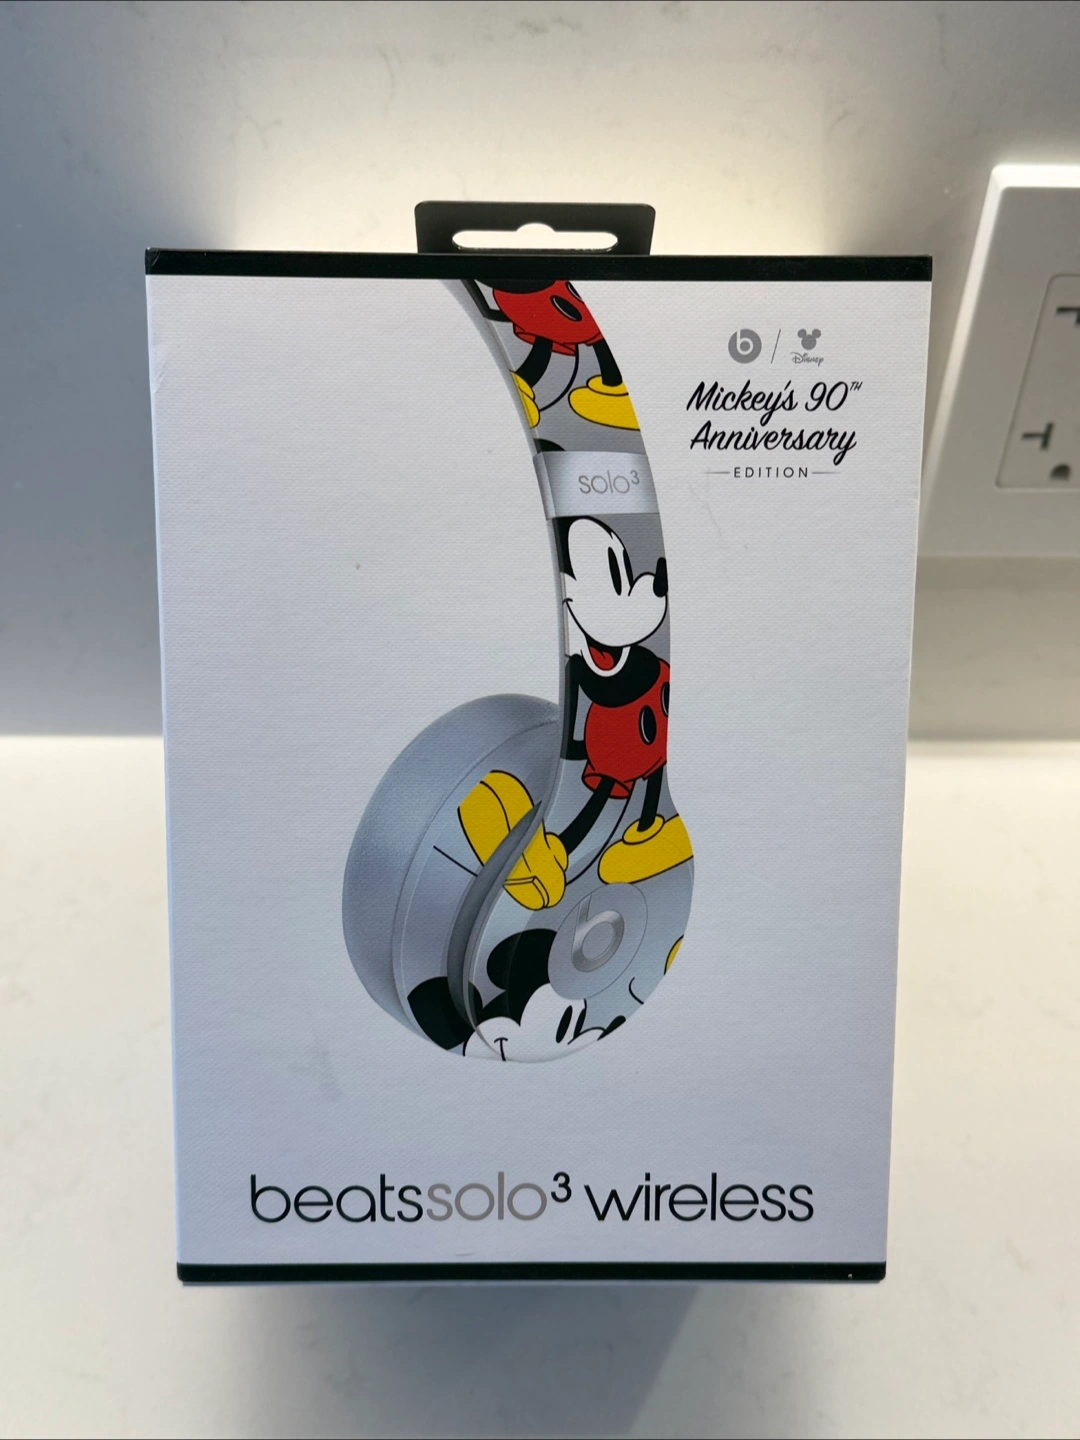 b / Disney
Mickey's 90TH
Anniversary
EDITION
solo3
b
beatssolo3 wireless